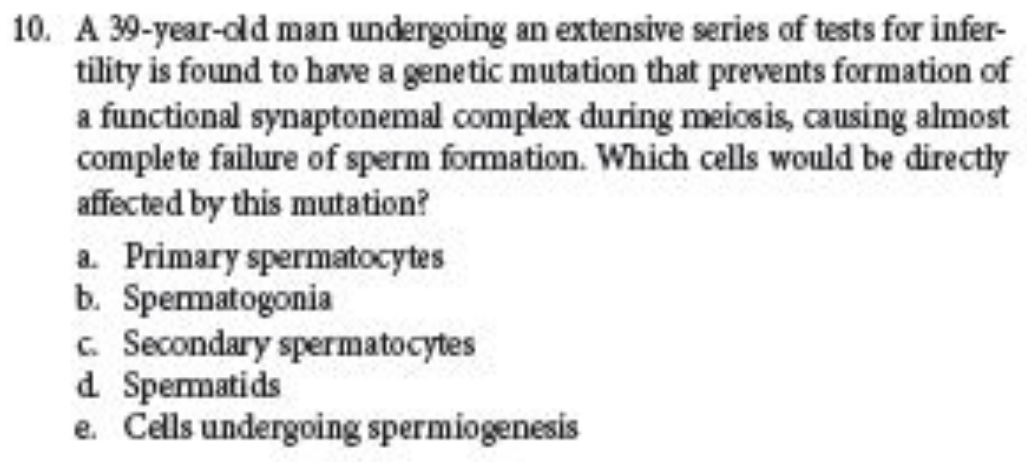 10. A 39-year-old man undergoing an extensive series of tests for infer-
tility is found to have a genetic mutation that prevents formation of
a functional synaptonemal complex during meiosis, causing almost
complete failure of sperm formation. Which cells would be directly
affected by this mutation?
a. Primary spermatocytes
b. Spermatogonia
c. Secondary spermatocytes
d. Spermatids
e. Cells undergoing spermiogenesis